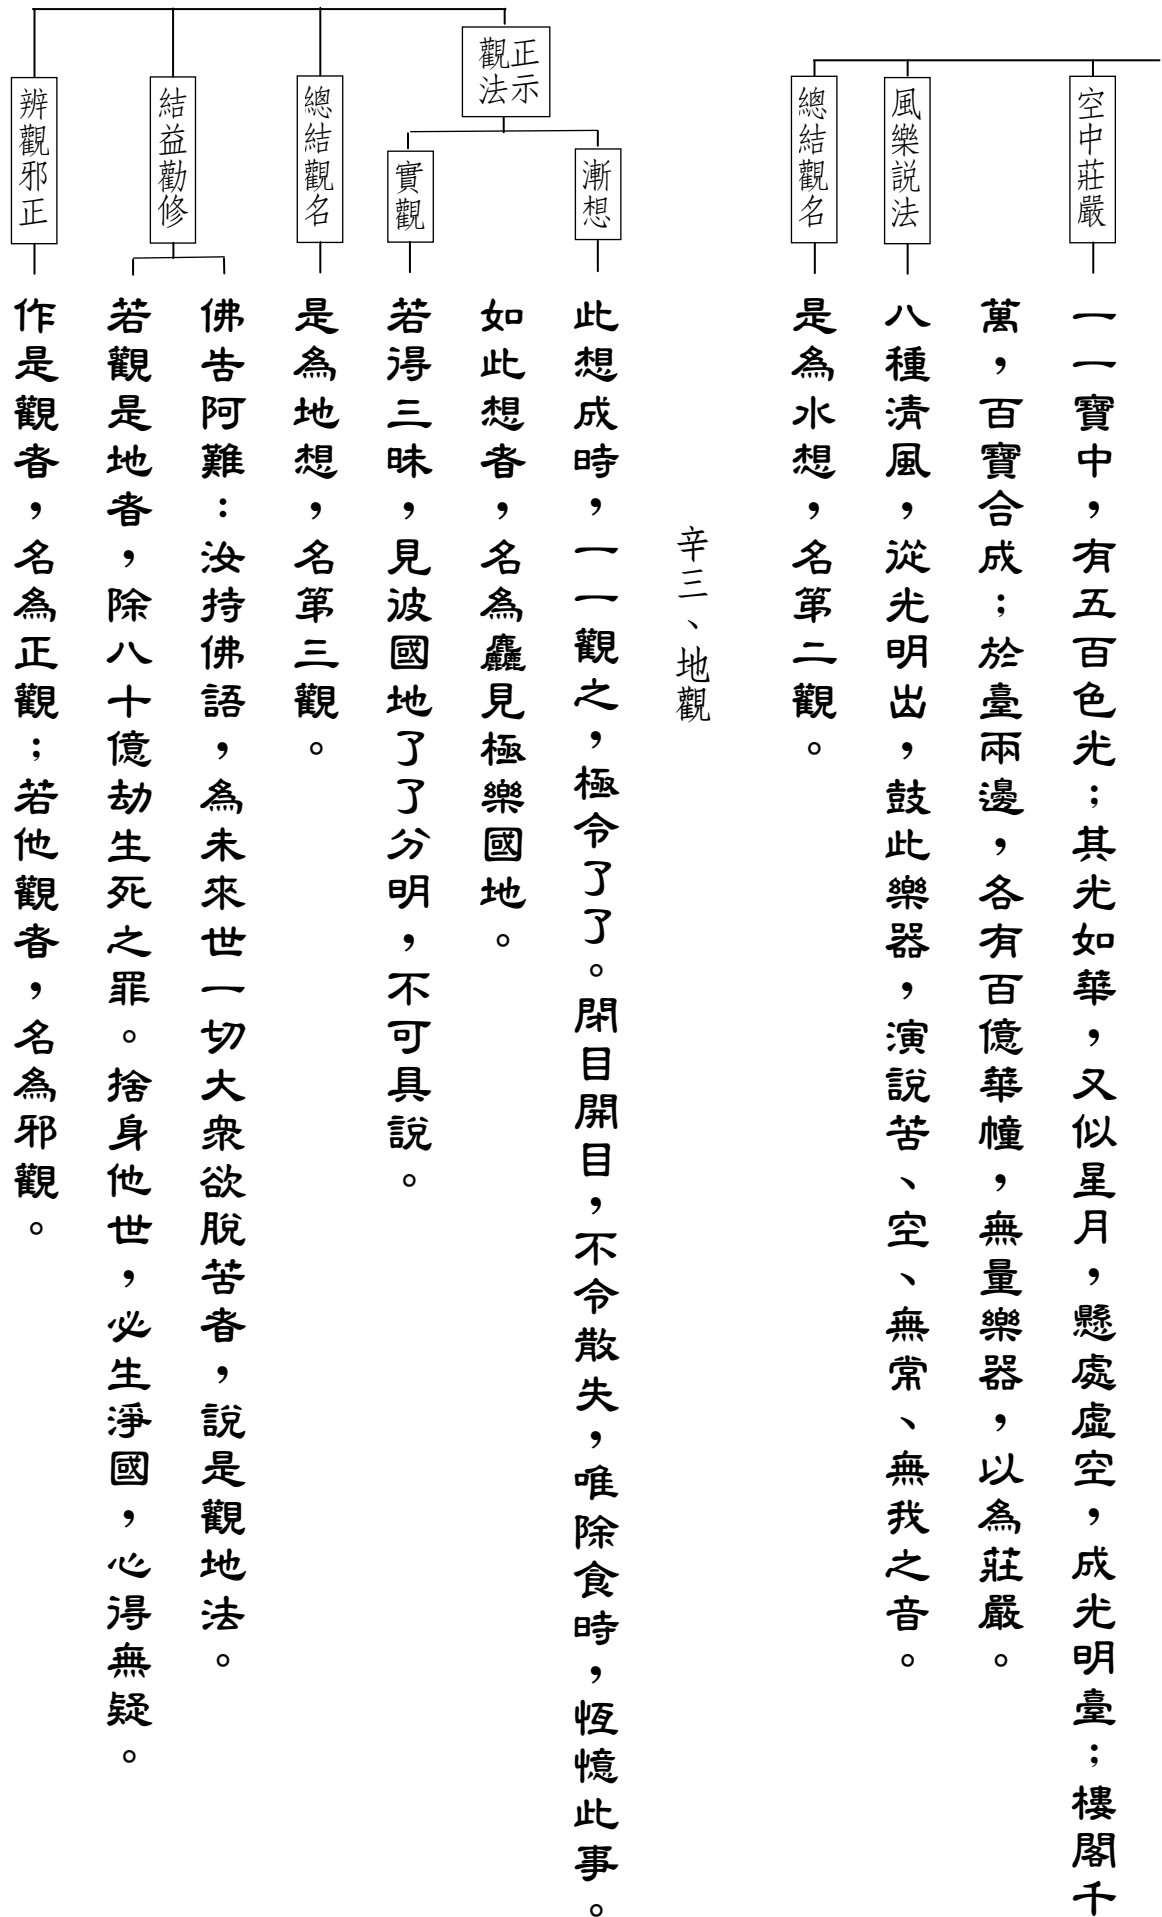 空中莊嚴
一一寶中，有五百色光；其光如華，又似星月，懸處虛空，成光明臺；樓閣千
萬，百寶合成；於臺兩邊，各有百億華幢，無量樂器，以為莊嚴。
風樂說法
八種清風，從光明出，鼓此樂器，演說苦、空、無常、無我之音。
總結觀名
是為水想，名第二觀。
辛三、地觀
正示
觀法
漸想
此想成時，一一觀之，極令了了。閉目開目，不令散失，唯除食時，恆憶此事。
如此想者，名為麤見極樂國地。
實觀
若得三昧，見彼國地了了分明，不可具說。
總結觀名
是為地想，名第三觀。
結益勸修
佛告阿難：汝持佛語，為未來世一切大眾欲脫苦者，說是觀地法。
若觀是地者，除八十億劫生死之罪。捨身他世，必生淨國，心得無疑。
辨觀邪正
作是觀者，名為正觀；若他觀者，名為邪觀。